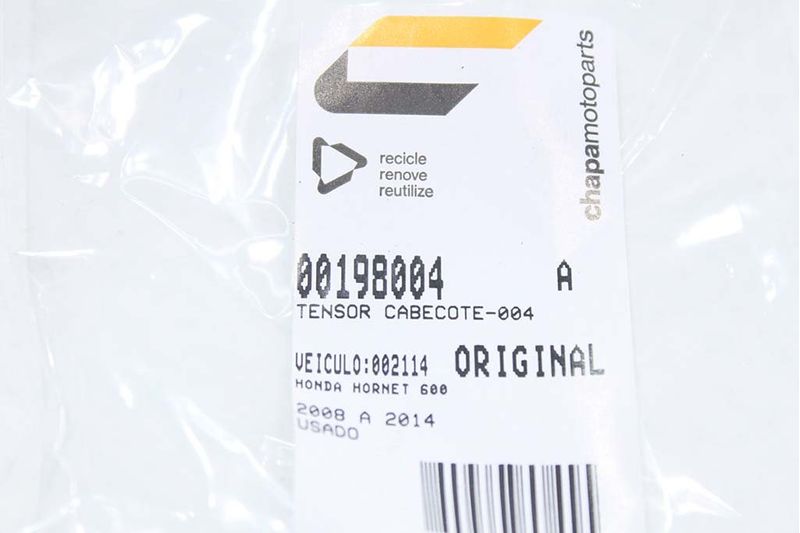 chapamotoparts
recicle
renove
reutilize
00198004 A
TENSOR CABECOTE-004
VEICULO:002114 ORIGINAL
HONDA HORNET 600
2008 A 2014
USADO